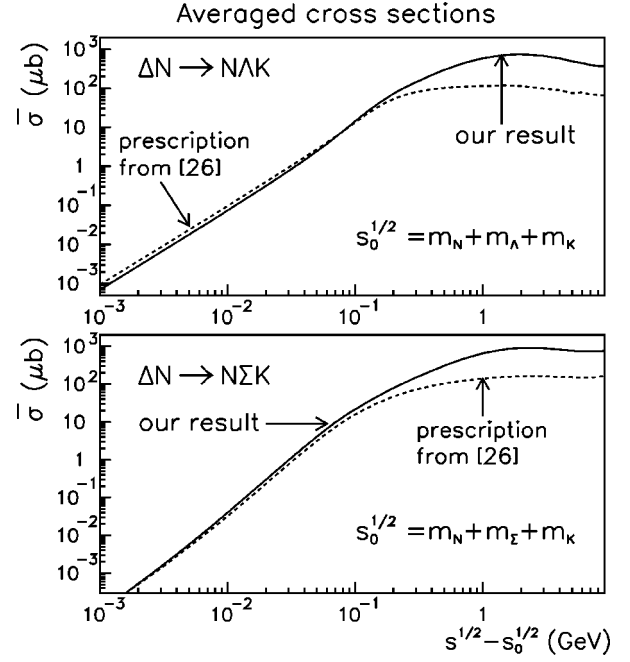 Averaged cross sections
σ̅ (μb)
10³
10²
10
1
10⁻¹
10⁻²
10⁻³
ΔN → NΛK
prescription
from [26]
our result
s₀^1/2 = m_N + m_Λ + m_K
10⁻³ 10⁻² 10⁻¹ 1
σ̅ (μb)
10³
10²
10
1
10⁻¹
10⁻²
10⁻³
ΔN → NΣK
our result
prescription
from [26]
s₀^1/2 = m_N + m_Σ + m_K
10⁻³ 10⁻² 10⁻¹ 1
s^1/2 – s₀^1/2 (GeV)